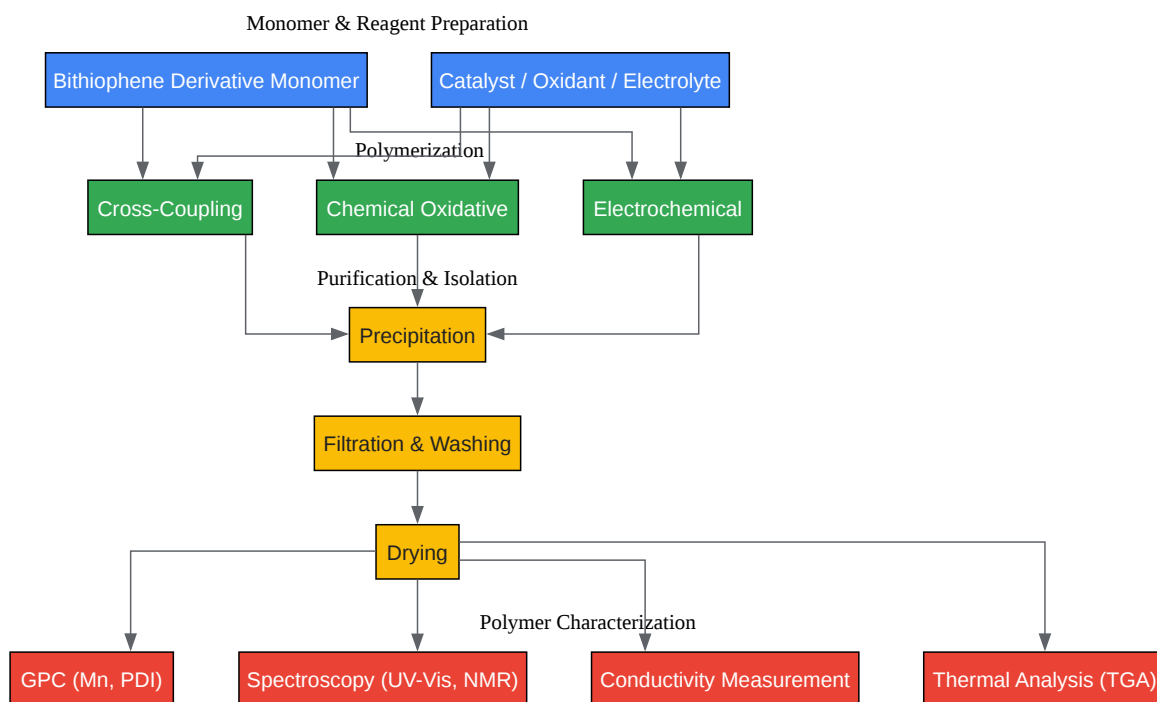 Monomer & Reagent Preparation
Bithiophene Derivative Monomer
Catalyst / Oxidant / Electrolyte
Polymerization
Cross-Coupling
Chemical Oxidative
Electrochemical
Purification & Isolation
Precipitation
Filtration & Washing
Drying
Polymer Characterization
GPC (Mn, PDI)
Spectroscopy (UV-Vis, NMR)
Conductivity Measurement
Thermal Analysis (TGA)